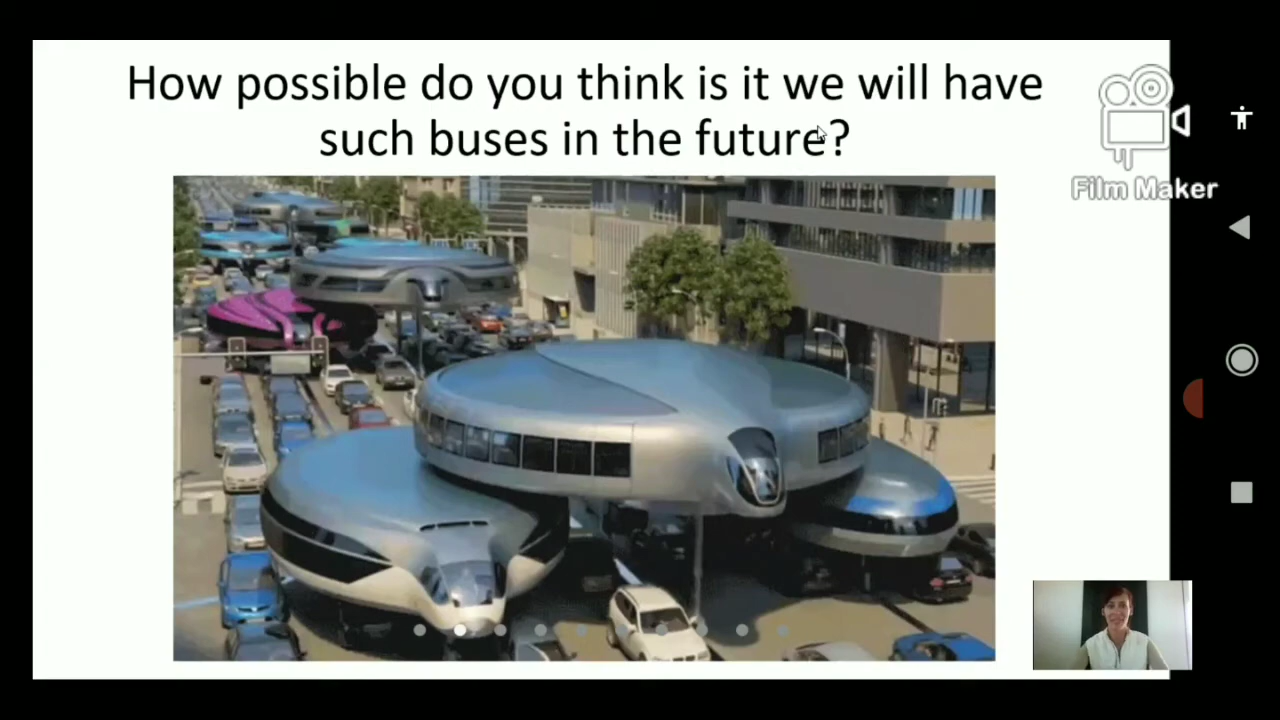 How possible do you think is it we will have
such buses in the future?
Film Maker